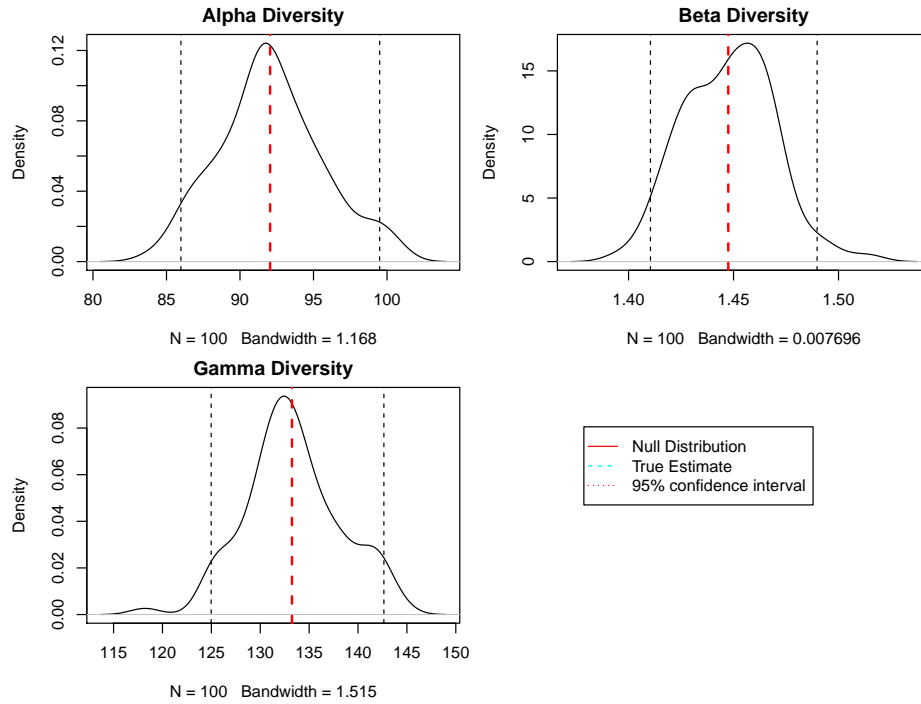 Alpha Diversity
Density
0.00
0.04
0.08
0.12
80
85
90
95
100
N = 100 Bandwidth = 1.168
Beta Diversity
Density
0
5
10
15
1.40
1.45
1.50
N = 100 Bandwidth = 0.007696
Gamma Diversity
Density
0.00
0.02
0.04
0.06
0.08
115
120
125
130
135
140
145
150
N = 100 Bandwidth = 1.515
Null Distribution
True Estimate
95% confidence interval